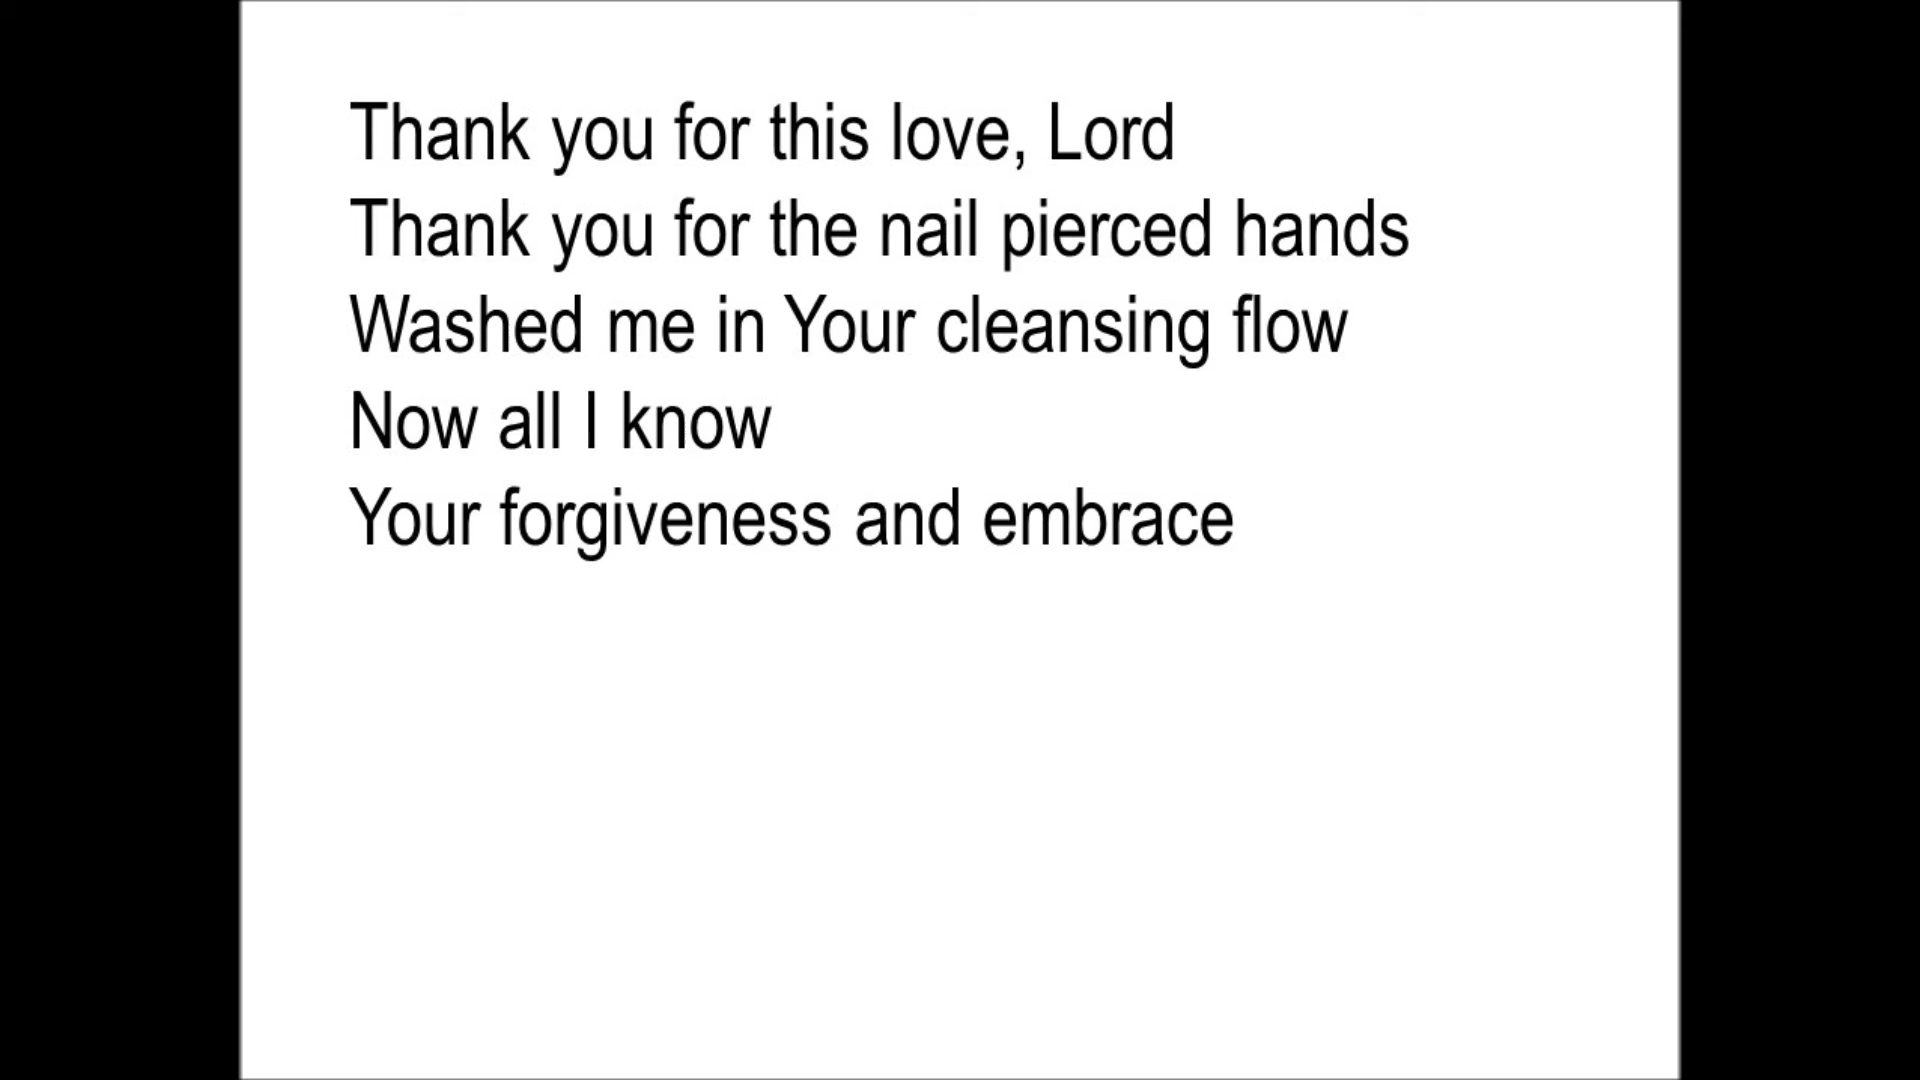 Thank you for this love, Lord
Thank you for the nail pierced hands
Washed me in Your cleansing flow
Now all I know
Your forgiveness and embrace